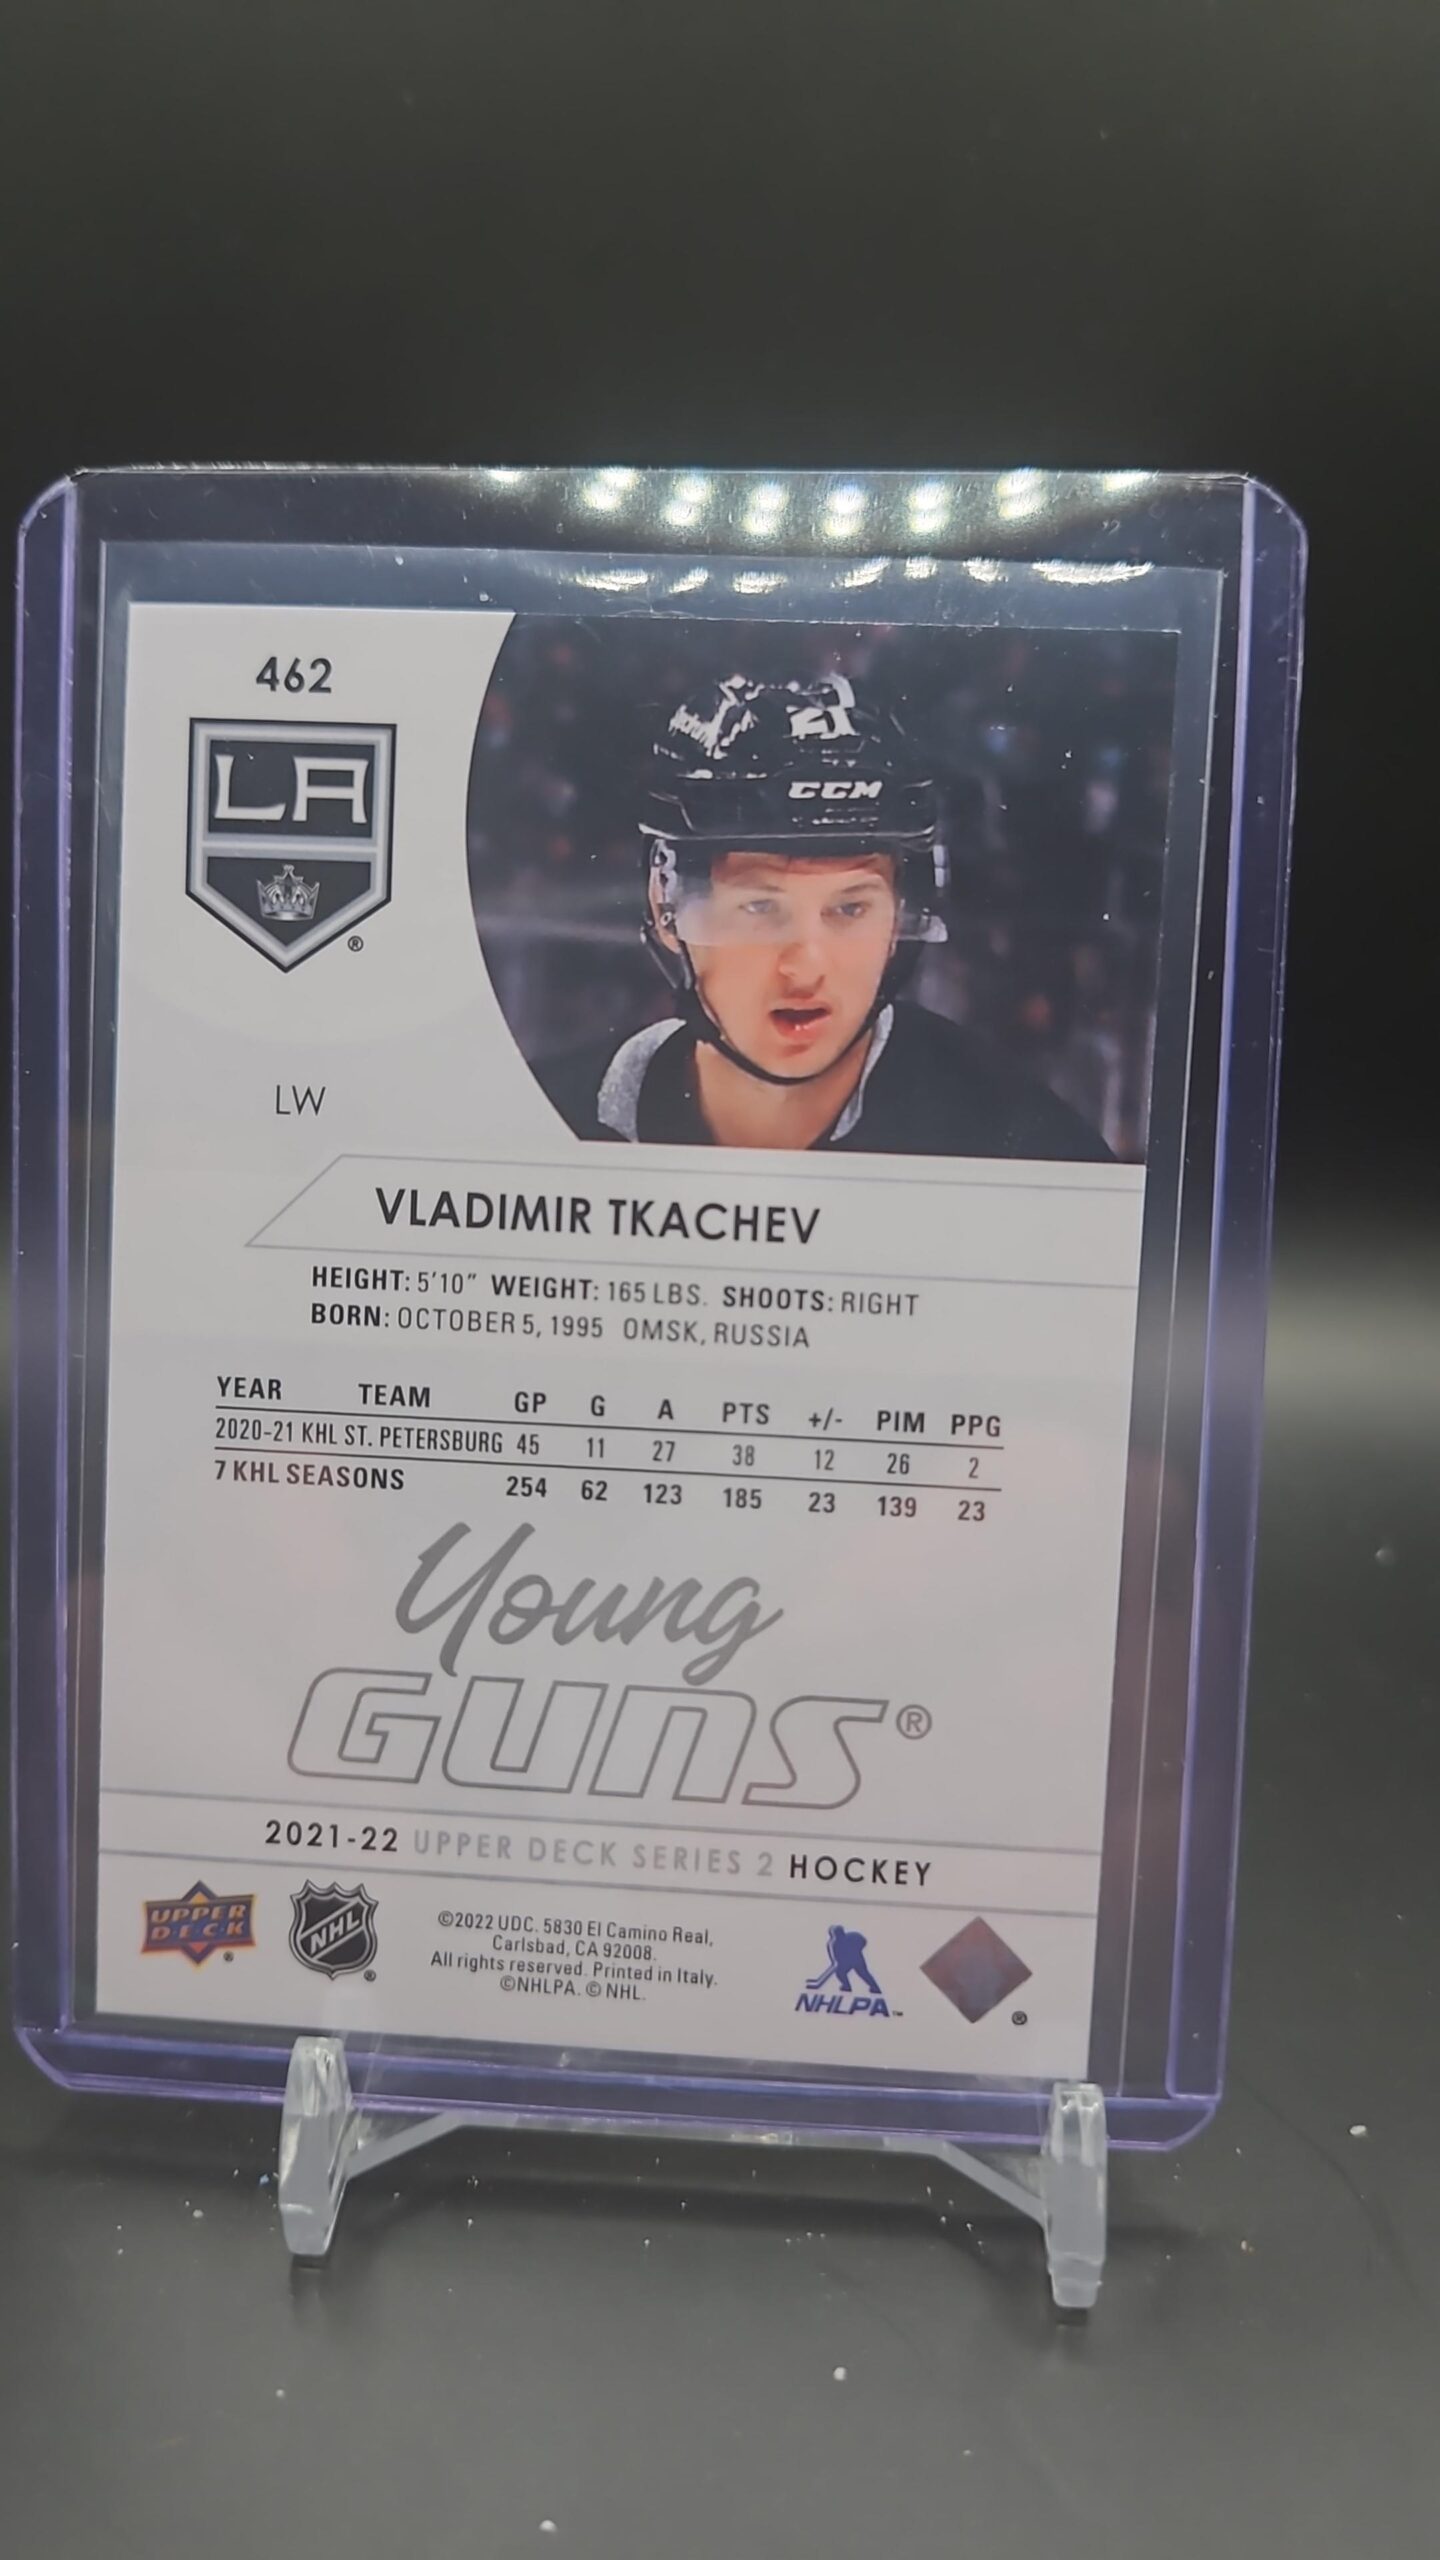 462
LA
®
21
CCM
LW
VLADIMIR TKACHEV
HEIGHT: 5'10" WEIGHT: 165 LBS. SHOOTS: RIGHT
BORN: OCTOBER 5, 1995 OMSK, RUSSIA
YEAR TEAM GP G A PTS +/- PIM PPG
2020-21 KHL ST. PETERSBURG 45 11 27 38 12 26 2
7 KHL SEASONS 254 62 123 185 23 139 23
Young
GUNS®
2021-22 UPPER DECK SERIES 2 HOCKEY
UPPER
DECK
®
NHL
®
©2022 UDC. 5830 El Camino Real,
Carlsbad, CA 92008.
All rights reserved. Printed in Italy.
©NHLPA. © NHL.
NHLPA™
®